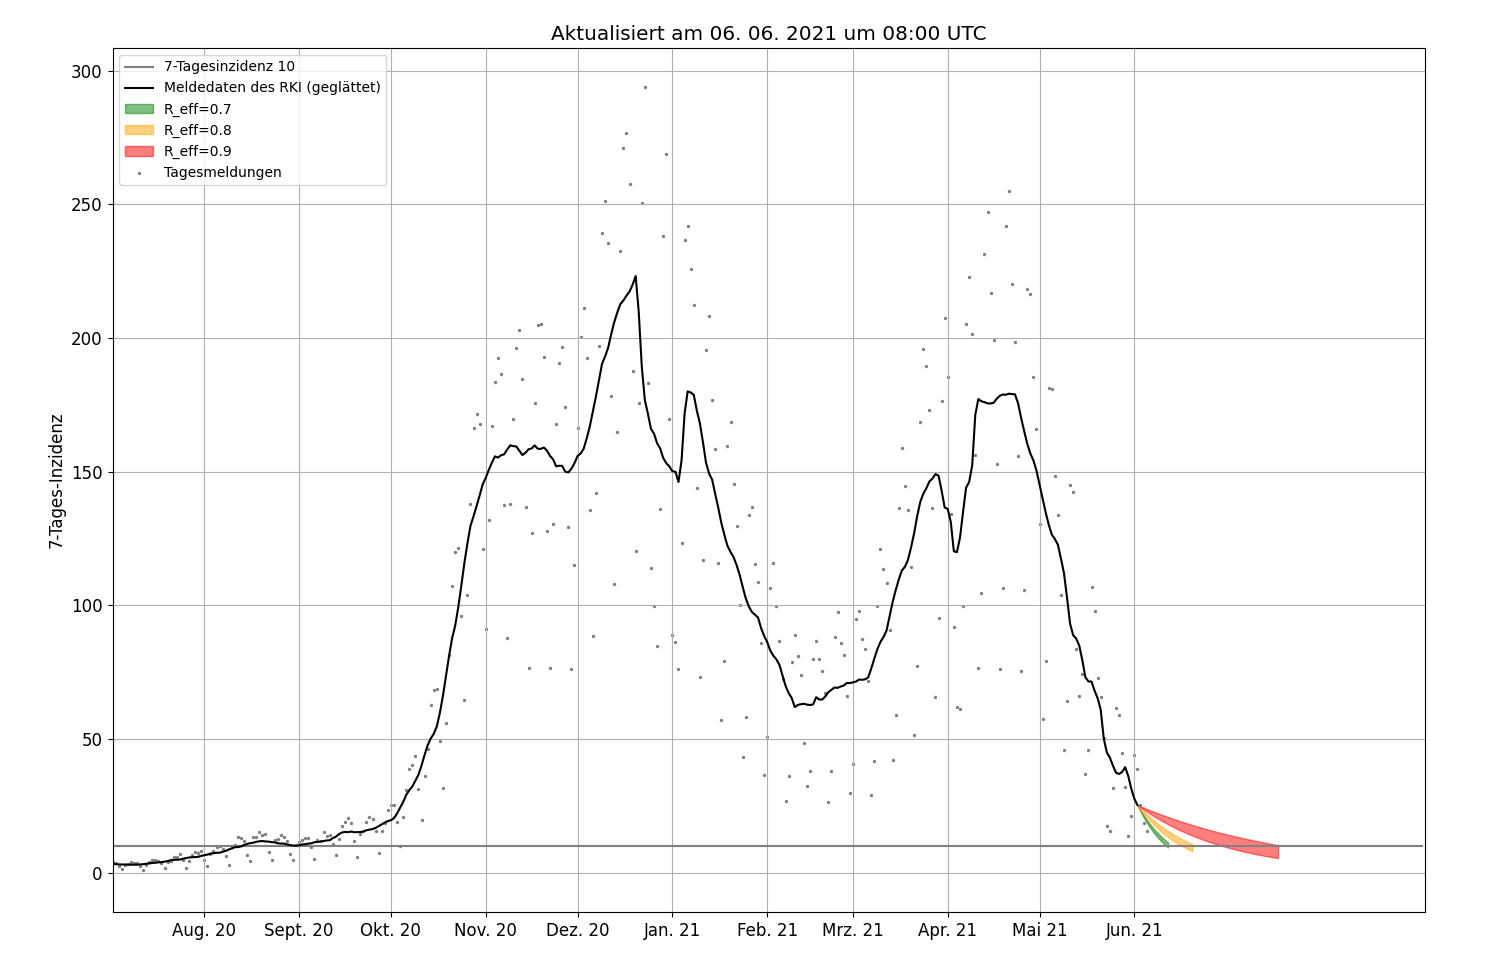 Aktualisiert am 06. 06. 2021 um 08:00 UTC
7-Tagesinzidenz 10
Meldedaten des RKI (geglättet)
R_eff=0.7
R_eff=0.8
R_eff=0.9
Tagesmeldungen
7-Tages-Inzidenz
300
250
200
150
100
50
0
Aug. 20 Sept. 20 Okt. 20 Nov. 20 Dez. 20 Jan. 21 Feb. 21 Mrz. 21 Apr. 21 Mai 21 Jun. 21